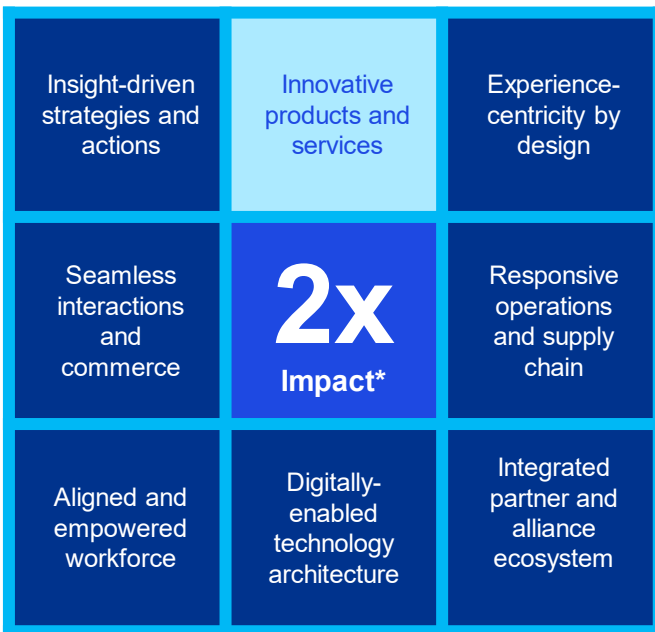 Insight-driven
strategies and
actions
Innovative
products and
services
Experience-
centricity by
design
Seamless
interactions
and
commerce
2x
Impact*
Responsive
operations
and supply
chain
Aligned and
empowered
workforce
Digitally-
enabled
technology
architecture
Integrated
partner and
alliance
ecosystem